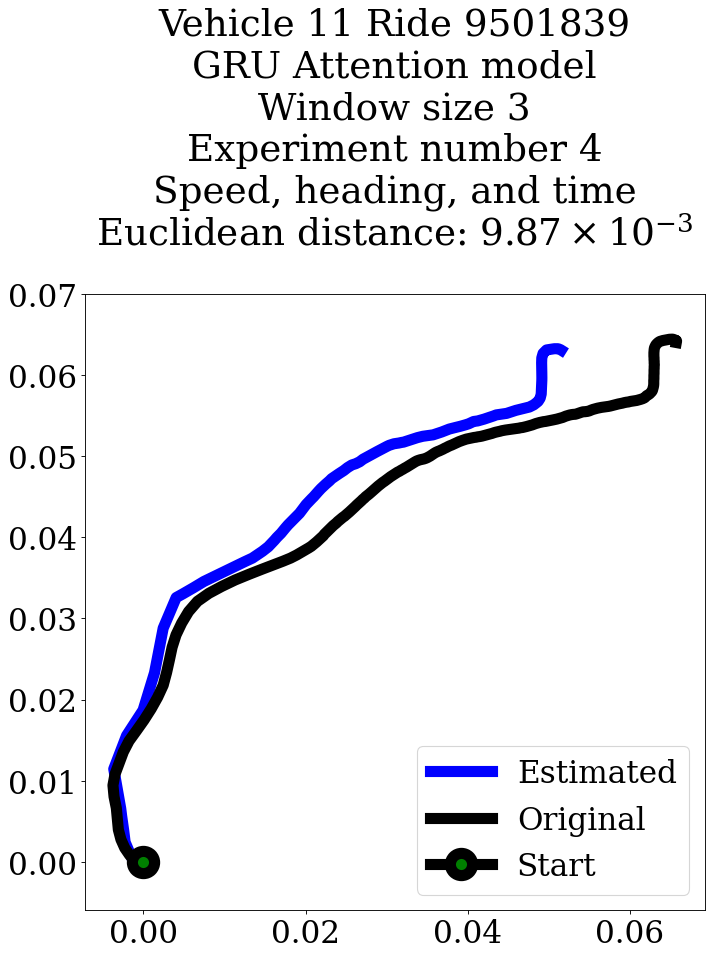 Vehicle 11 Ride 9501839
GRU Attention model
Window size 3
Experiment number 4
Speed, heading, and time
Euclidean distance: 9.87 × 10⁻³
0.07
0.06
0.05
0.04
0.03
0.02
0.01
0.00
Estimated
Original
Start
0.00 0.02 0.04 0.06